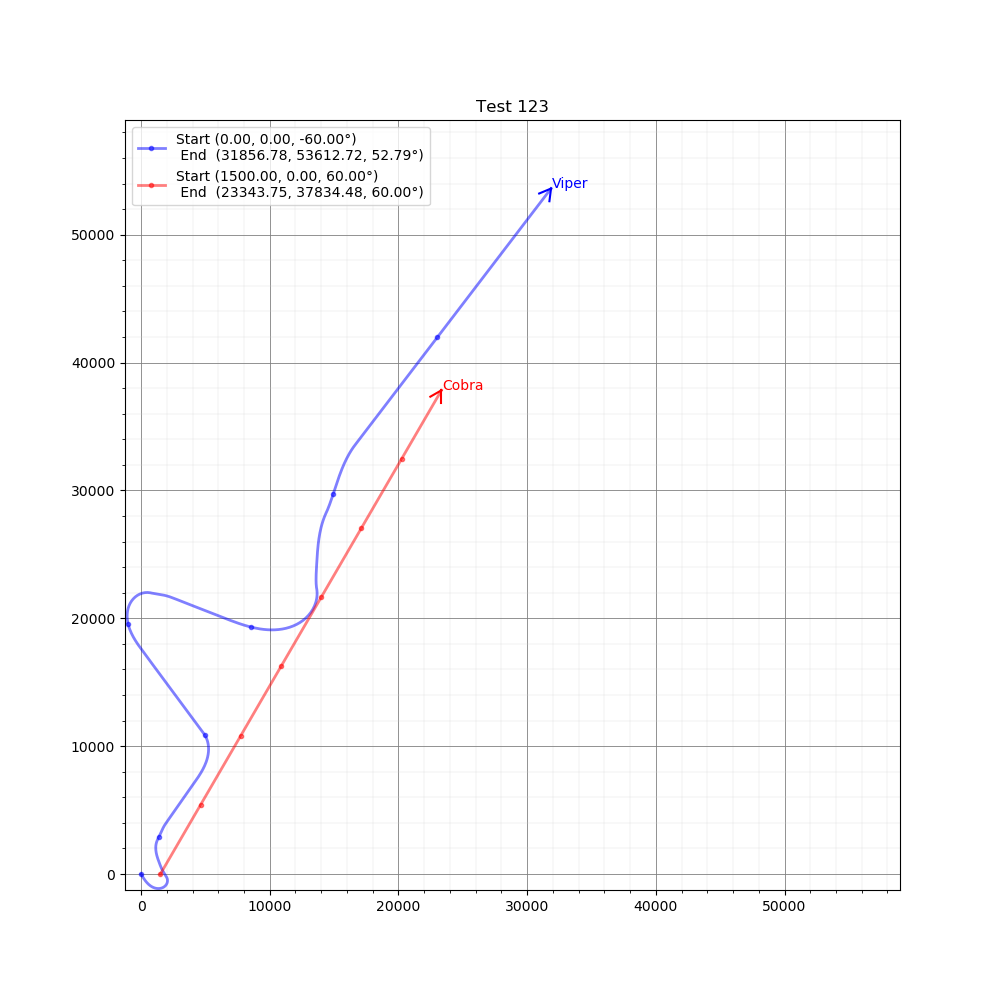 Test 123
Start (0.00, 0.00, -60.00°)
End (31856.78, 53612.72, 52.79°)
Start (1500.00, 0.00, 60.00°)
End (23343.75, 37834.48, 60.00°)
Viper
Cobra
50000
40000
30000
20000
10000
0
0 10000 20000 30000 40000 50000